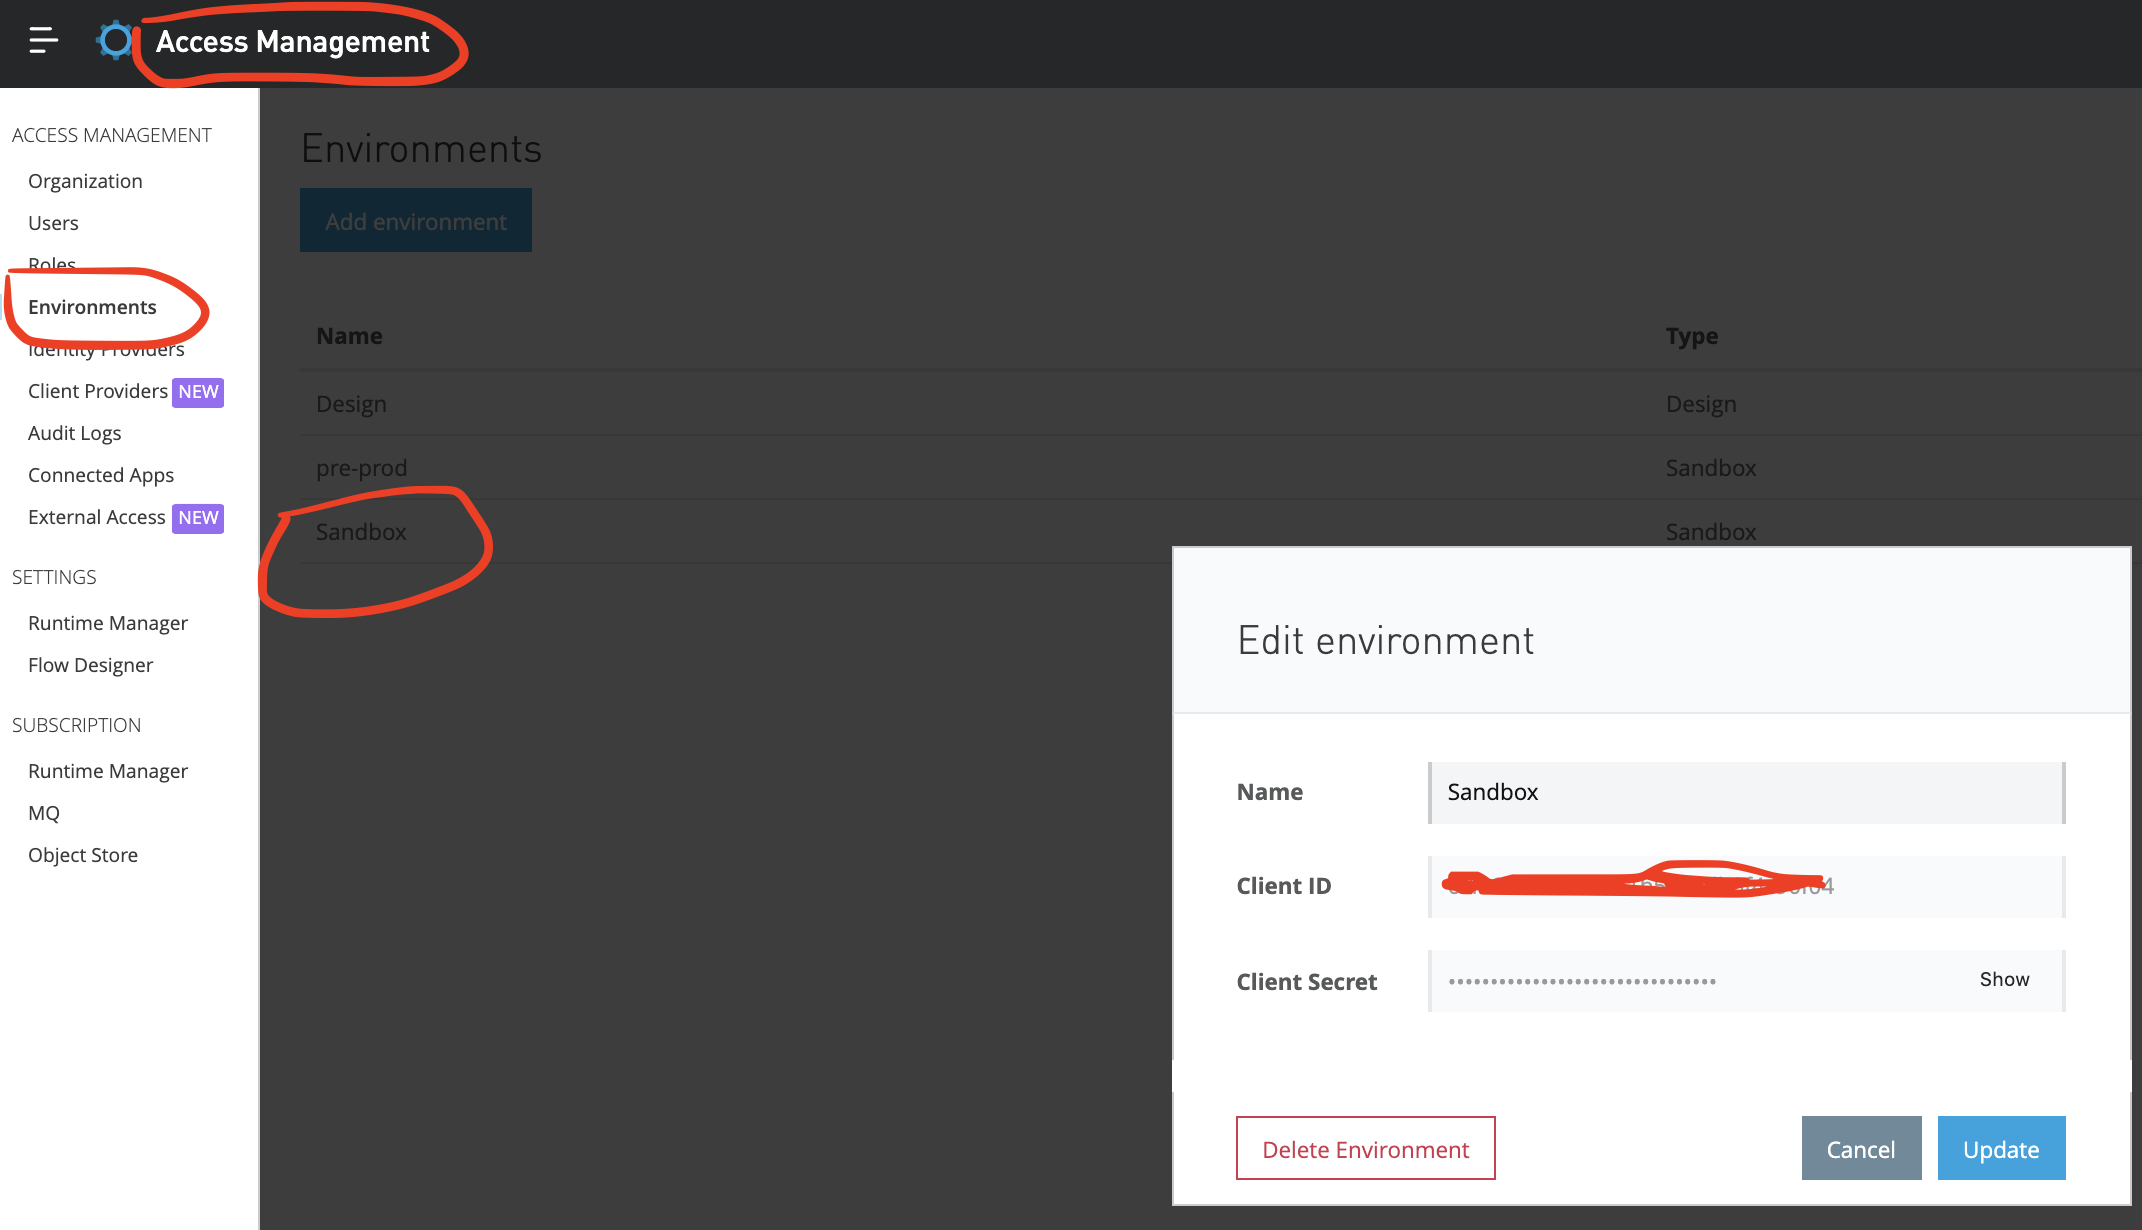 Access Management
ACCESS MANAGEMENT
Organization
Users
Roles
Environments
Identity Providers
Client Providers NEW
Audit Logs
Connected Apps
External Access NEW
SETTINGS
Runtime Manager
Flow Designer
SUBSCRIPTION
Runtime Manager
MQ
Object Store
Environments
Add environment
Name Type
Design Design
pre-prod Sandbox
Sandbox Sandbox
Edit environment
Name Sandbox
Client ID
Client Secret Show
Delete Environment Cancel Update